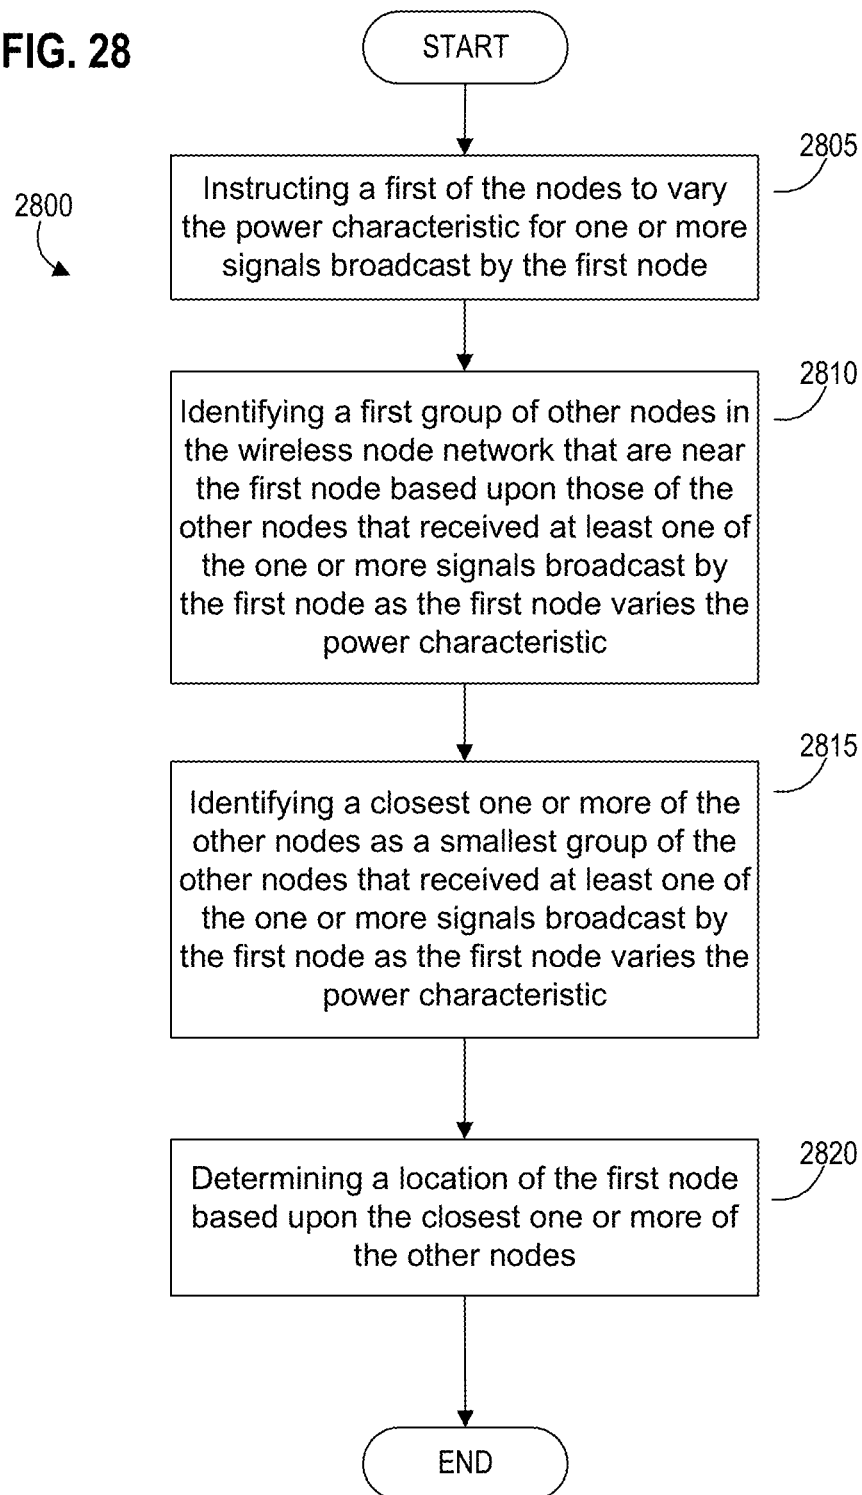 FIG. 28
START
2800
2805
Instructing a first of the nodes to vary
the power characteristic for one or more
signals broadcast by the first node
2810
Identifying a first group of other nodes in
the wireless node network that are near
the first node based upon those of the
other nodes that received at least one of
the one or more signals broadcast by
the first node as the first node varies the
power characteristic
2815
Identifying a closest one or more of the
other nodes as a smallest group of the
other nodes that received at least one of
the one or more signals broadcast by
the first node as the first node varies the
power characteristic
2820
Determining a location of the first node
based upon the closest one or more of
the other nodes
END